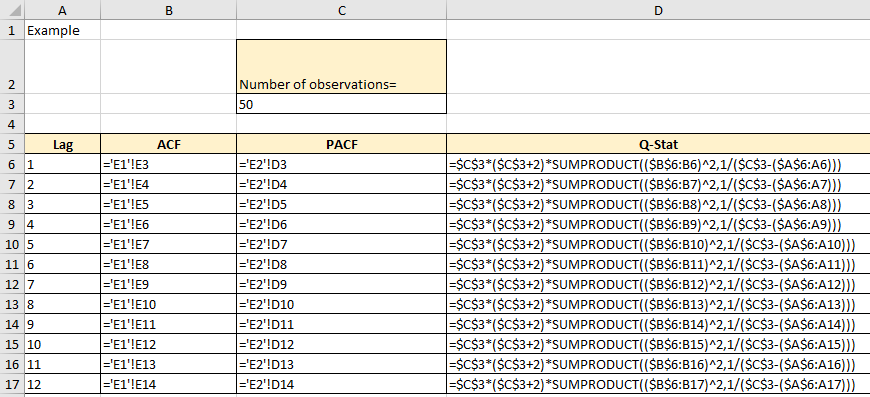 A B C D
1 Example
2 Number of observations=
3 50
4
5 Lag ACF PACF Q-Stat
6 1 ='E1'!E3 ='E2'!D3 =$C$3*($C$3+2)*SUMPRODUCT(($B$6:B6)^2,1/($C$3-($A$6:A6)))
7 2 ='E1'!E4 ='E2'!D4 =$C$3*($C$3+2)*SUMPRODUCT(($B$6:B7)^2,1/($C$3-($A$6:A7)))
8 3 ='E1'!E5 ='E2'!D5 =$C$3*($C$3+2)*SUMPRODUCT(($B$6:B8)^2,1/($C$3-($A$6:A8)))
9 4 ='E1'!E6 ='E2'!D6 =$C$3*($C$3+2)*SUMPRODUCT(($B$6:B9)^2,1/($C$3-($A$6:A9)))
10 5 ='E1'!E7 ='E2'!D7 =$C$3*($C$3+2)*SUMPRODUCT(($B$6:B10)^2,1/($C$3-($A$6:A10)))
11 6 ='E1'!E8 ='E2'!D8 =$C$3*($C$3+2)*SUMPRODUCT(($B$6:B11)^2,1/($C$3-($A$6:A11)))
12 7 ='E1'!E9 ='E2'!D9 =$C$3*($C$3+2)*SUMPRODUCT(($B$6:B12)^2,1/($C$3-($A$6:A12)))
13 8 ='E1'!E10 ='E2'!D10 =$C$3*($C$3+2)*SUMPRODUCT(($B$6:B13)^2,1/($C$3-($A$6:A13)))
14 9 ='E1'!E11 ='E2'!D11 =$C$3*($C$3+2)*SUMPRODUCT(($B$6:B14)^2,1/($C$3-($A$6:A14)))
15 10 ='E1'!E12 ='E2'!D12 =$C$3*($C$3+2)*SUMPRODUCT(($B$6:B15)^2,1/($C$3-($A$6:A15)))
16 11 ='E1'!E13 ='E2'!D13 =$C$3*($C$3+2)*SUMPRODUCT(($B$6:B16)^2,1/($C$3-($A$6:A16)))
17 12 ='E1'!E14 ='E2'!D14 =$C$3*($C$3+2)*SUMPRODUCT(($B$6:B17)^2,1/($C$3-($A$6:A17)))